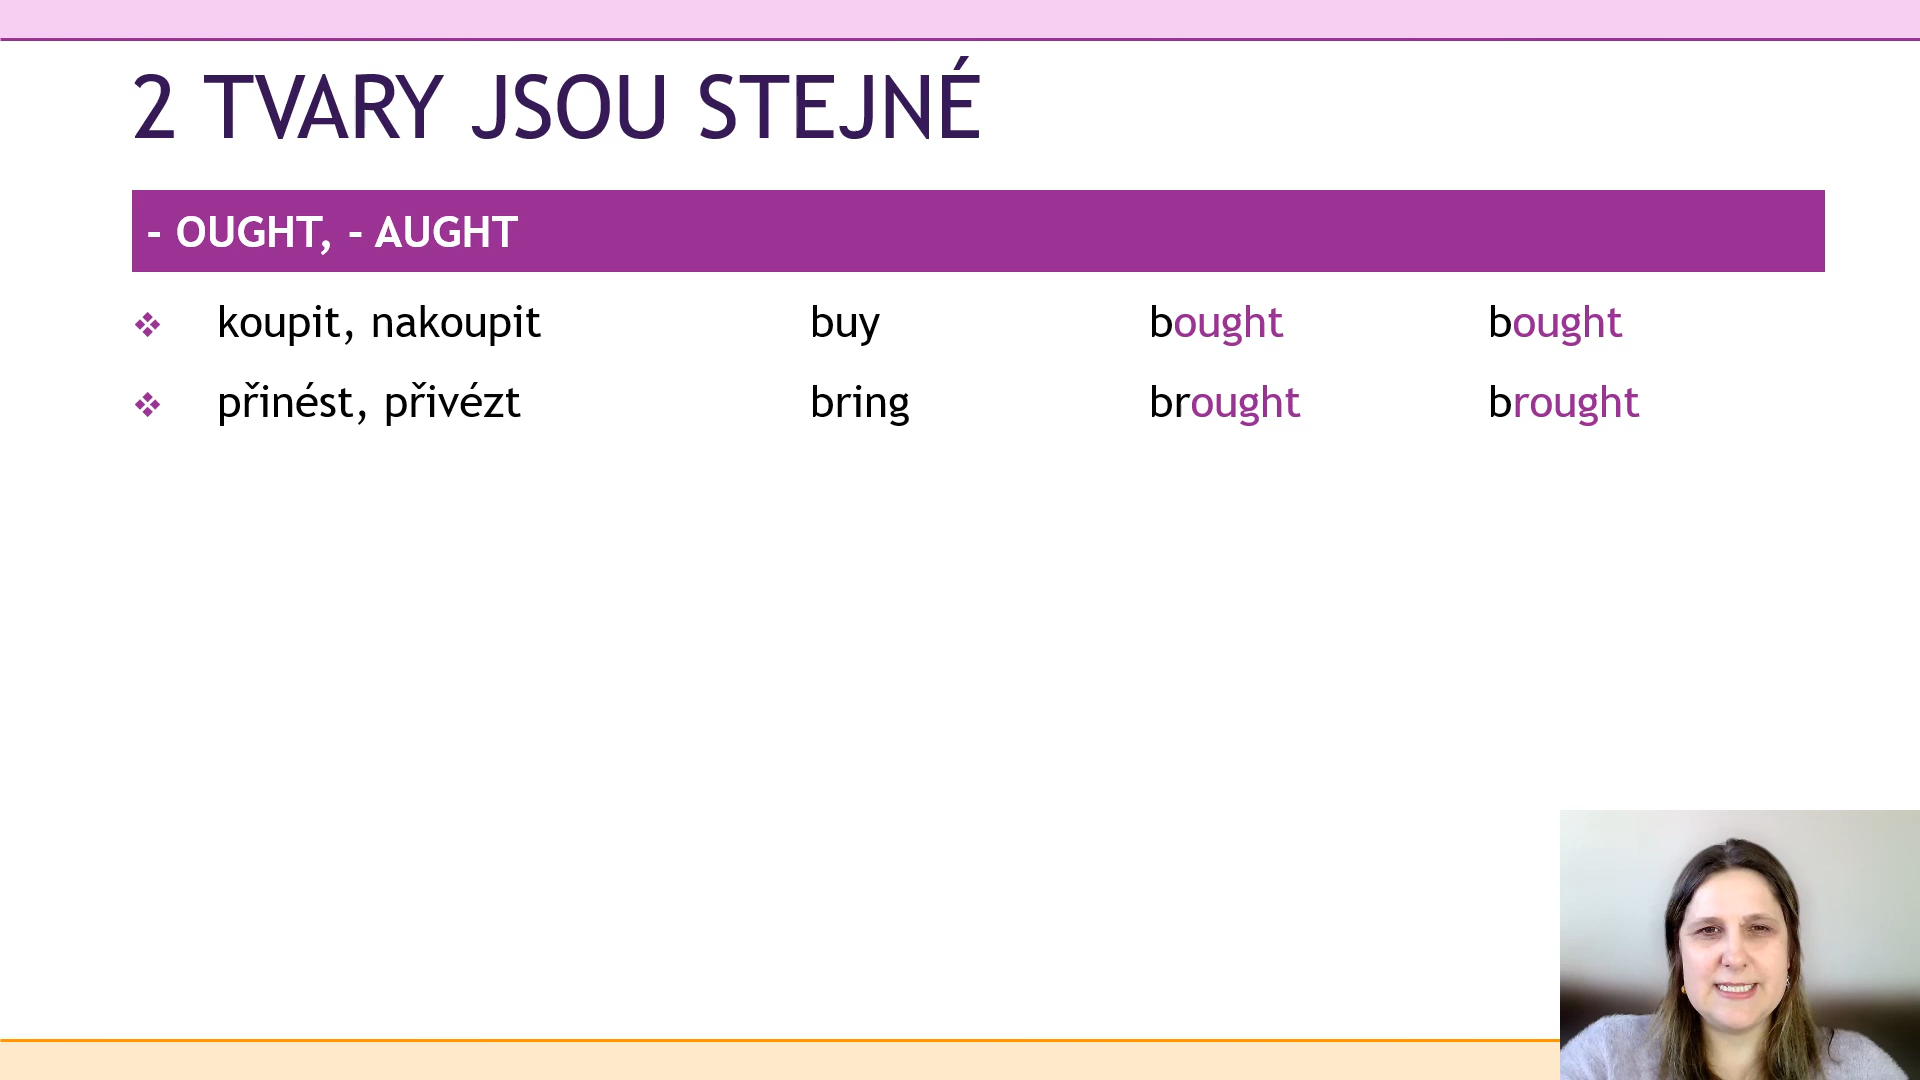 2 TVARY JSOU STEJNÉ
- OUGHT, - AUGHT
koupit, nakoupit buy bought bought
přinést, přivézt bring brought brought